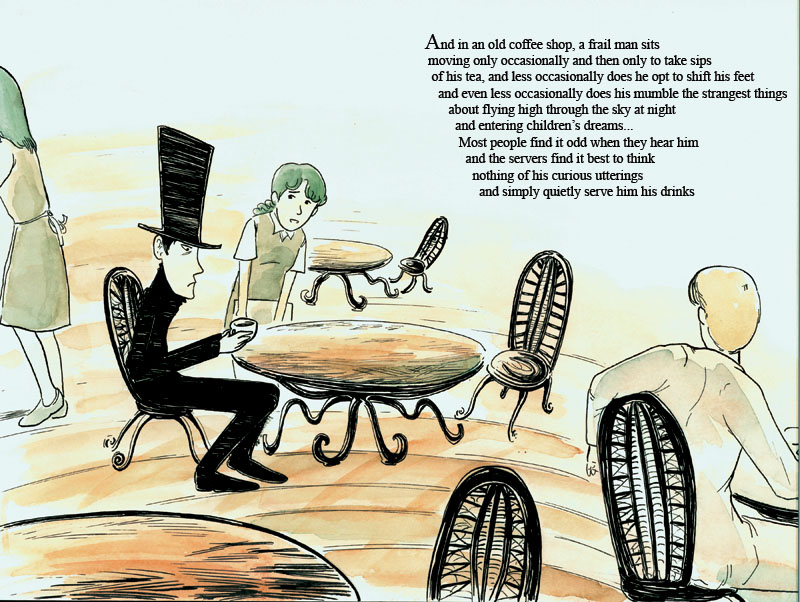 And in an old coffee shop, a frail man sits
moving only occasionally and then only to take sips
of his tea, and less occasionally does he opt to shift his feet
and even less occasionally does his mumble the strangest things
about flying high through the sky at night
and entering children's dreams...
Most people find it odd when they hear him
and the servers find it best to think
nothing of his curious utterings
and simply quietly serve him his drinks